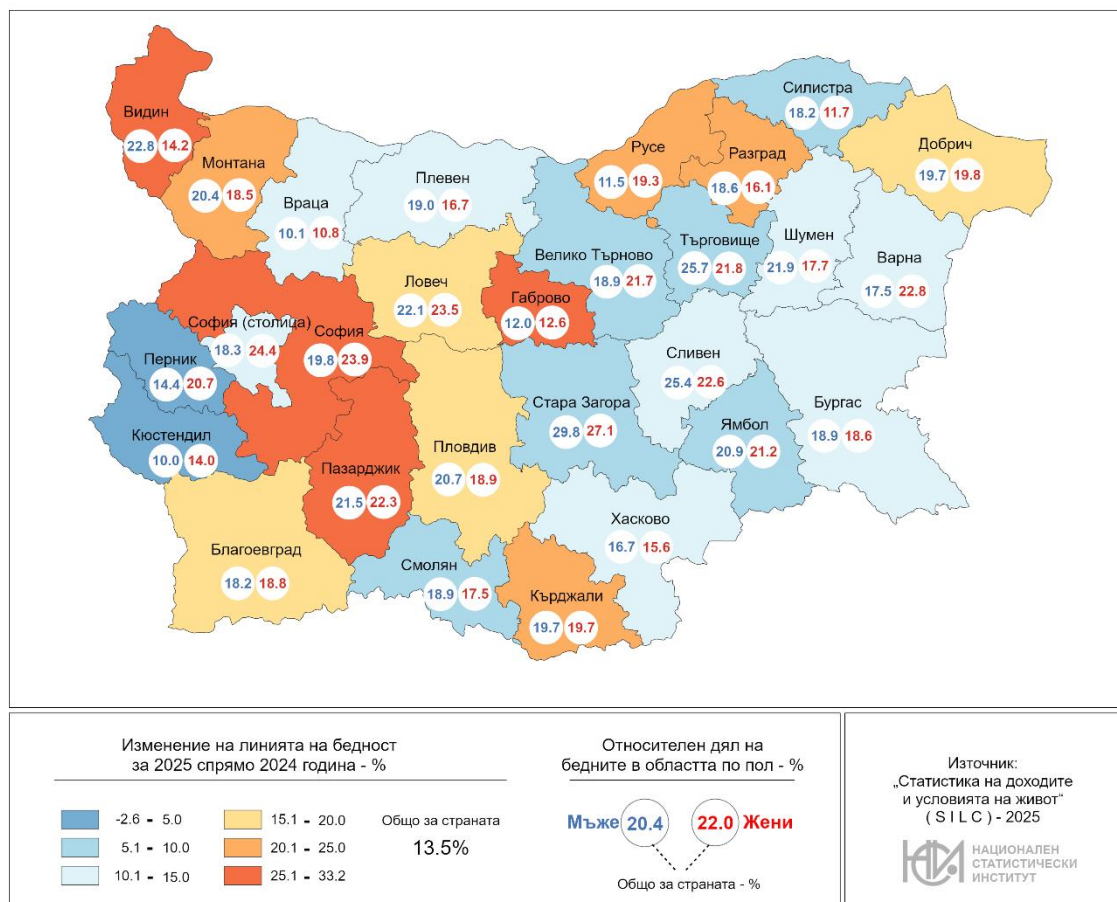 Силистра
18.2 11.7
Видин
22.8 14.2
Добрич
19.7 19.8
Русе
11.5 19.3
Разград
18.6 16.1
Монтана
20.4 18.5
Плевен
19.0 16.7
Враца
10.1 10.8
Шумен
21.9 17.7
Търговище
25.7 21.8
Велико Търново
18.9 21.7
Варна
17.5 22.8
Ловеч
22.1 23.5
Габрово
12.0 12.6
София (столица)
18.3 24.4
София
19.8 23.9
Перник
14.4 20.7
Сливен
25.4 22.6
Стара Загора
29.8 27.1
Бургас
18.9 18.6
Ямбол
20.9 21.2
Кюстендил
10.0 14.0
Пловдив
20.7 18.9
Пазарджик
21.5 22.3
Хасково
16.7 15.6
Благоевград
18.2 18.8
Смолян
18.9 17.5
Кърджали
19.7 19.7
Изменение на линията на бедност
за 2025 спрямо 2024 година - %
-2.6 - 5.0
5.1 - 10.0
10.1 - 15.0
15.1 - 20.0
20.1 - 25.0
25.1 - 33.2
Общо за страната
13.5%
Относителен дял на
бедните в областта по пол - %
Мъже 20.4 22.0 Жени
Общо за страната - %
Източник:
„Статистика на доходите
и условията на живот“
( S I L C ) - 2025
НСИ
НАЦИОНАЛЕН
СТАТИСТИЧЕСКИ
ИНСТИТУТ